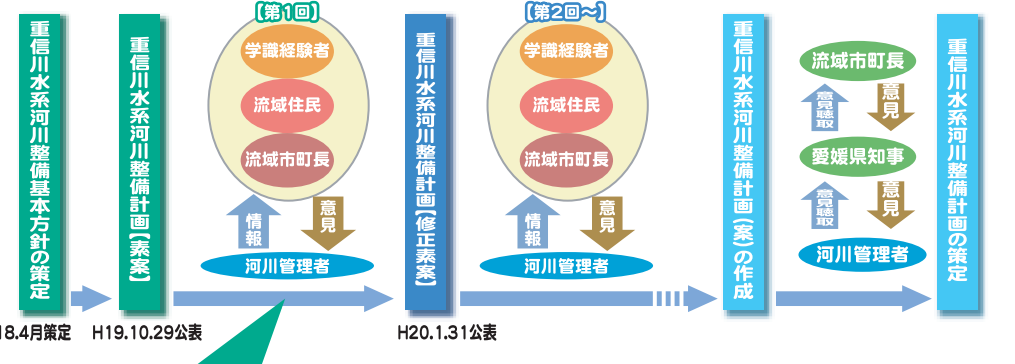 重信川水系河川整備基本方針の策定
18.4月策定
重信川水系河川整備計画【素案】
H19.10.29公表
【第1回】
学識経験者
流域住民
流域市町長
情報
意見
河川管理者
重信川水系河川整備計画【修正素案】
H20.1.31公表
【第2回～】
学識経験者
流域住民
流域市町長
情報
意見
河川管理者
重信川水系河川整備計画（案）の作成
流域市町長
意見聴取
意見
愛媛県知事
意見聴取
意見
河川管理者
重信川水系河川整備計画の策定